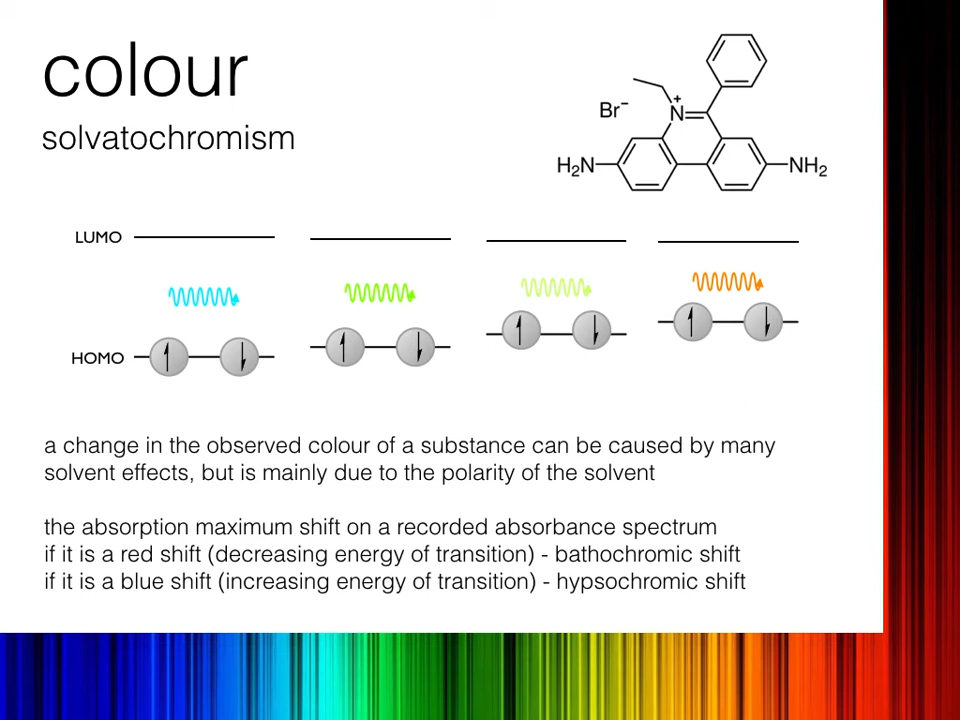 colour
solvatochromism
Br−
N+
H2N
NH2
LUMO
HOMO
a change in the observed colour of a substance can be caused by many
solvent effects, but is mainly due to the polarity of the solvent
the absorption maximum shift on a recorded absorbance spectrum
if it is a red shift (decreasing energy of transition) - bathochromic shift
if it is a blue shift (increasing energy of transition) - hypsochromic shift